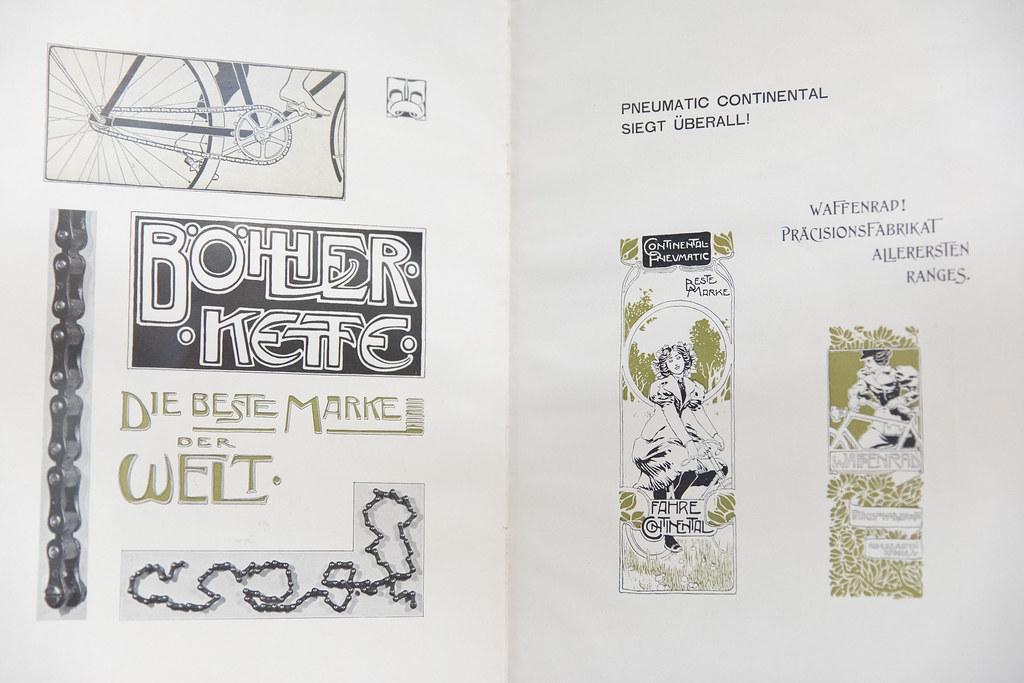 BÖHLER·
·KETTE·
DIE BESTE MARKE
DER
WELT.
PNEUMATIC CONTINENTAL
SIEGT ÜBERALL!
WAFFENRAD!
PRÄCISIONSFABRIKAT
ALLERERSTEN
RANGES.
CONTINENTAL-
PNEUMATIC
BESTE
MARKE
FAHRE
CONTINENTAL
WAFFENRAD